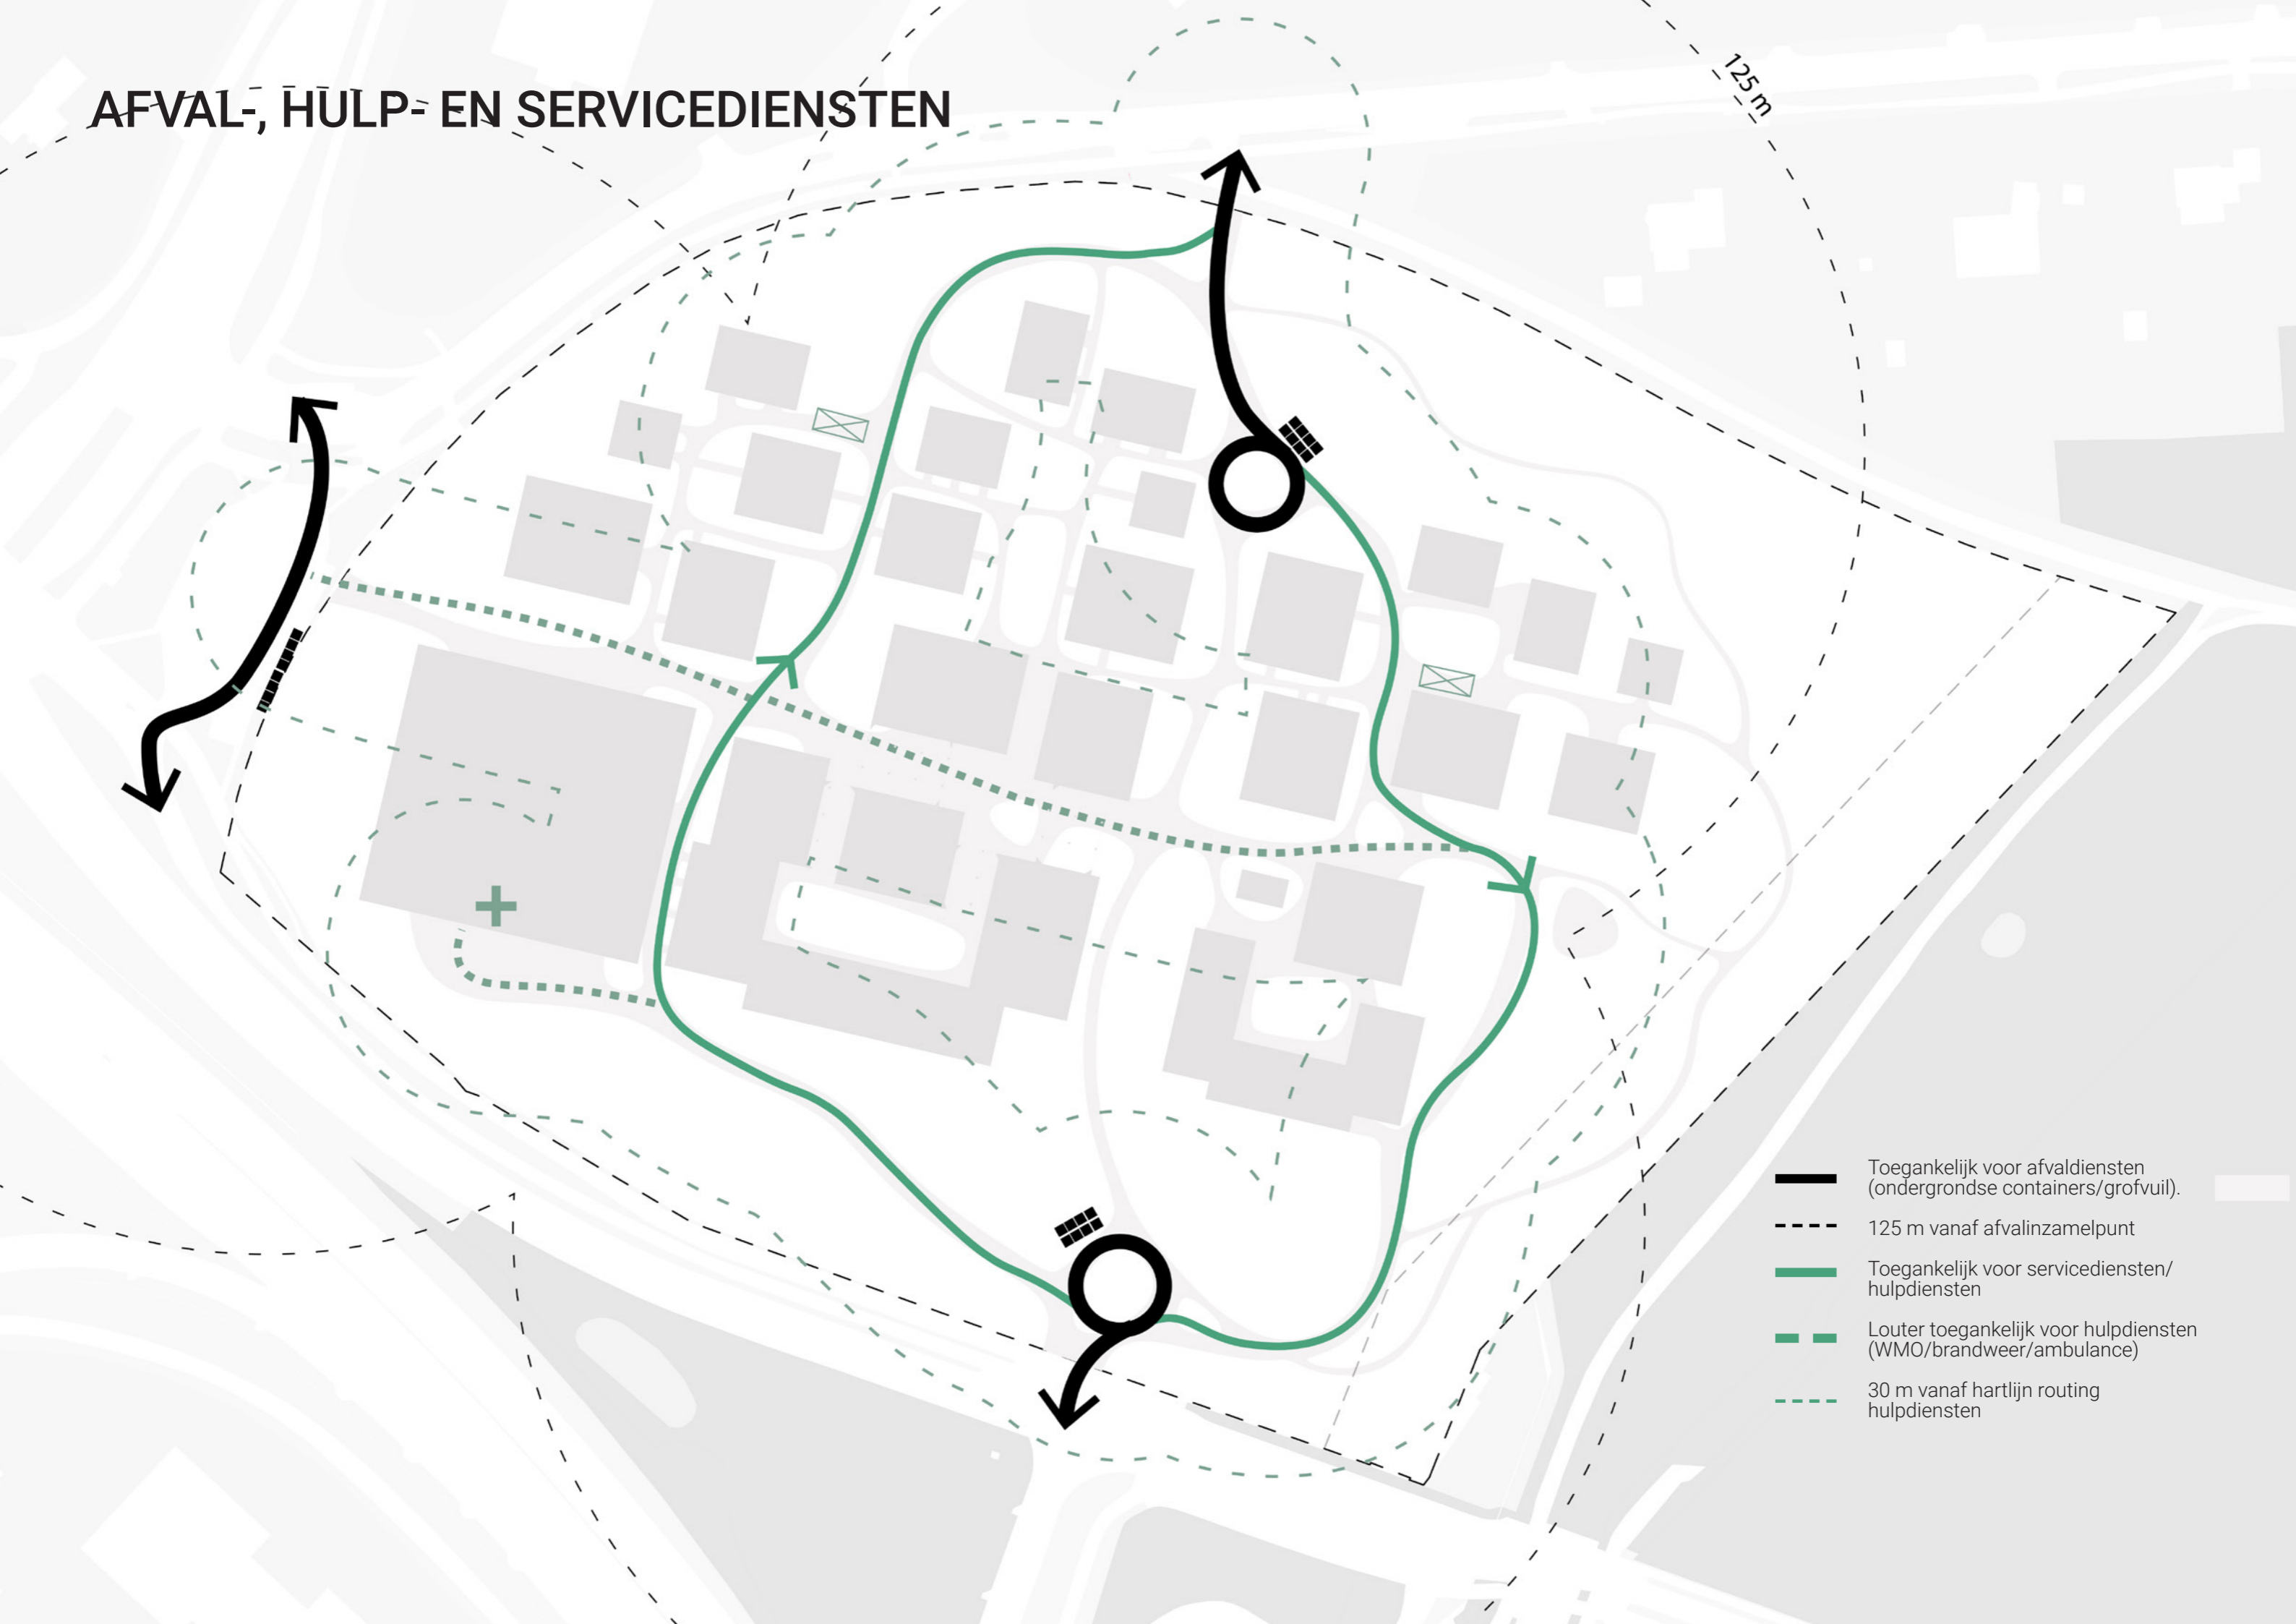 AFVAL-, HULP- EN SERVICEDIENSTEN
125 m
Toegankelijk voor afvaldiensten
(ondergrondse containers/grofvuil).
125 m vanaf afvalinzamelpunt
Toegankelijk voor servicediensten/
hulpdiensten
Louter toegankelijk voor hulpdiensten
(WMO/brandweer/ambulance)
30 m vanaf hartlijn routing
hulpdiensten